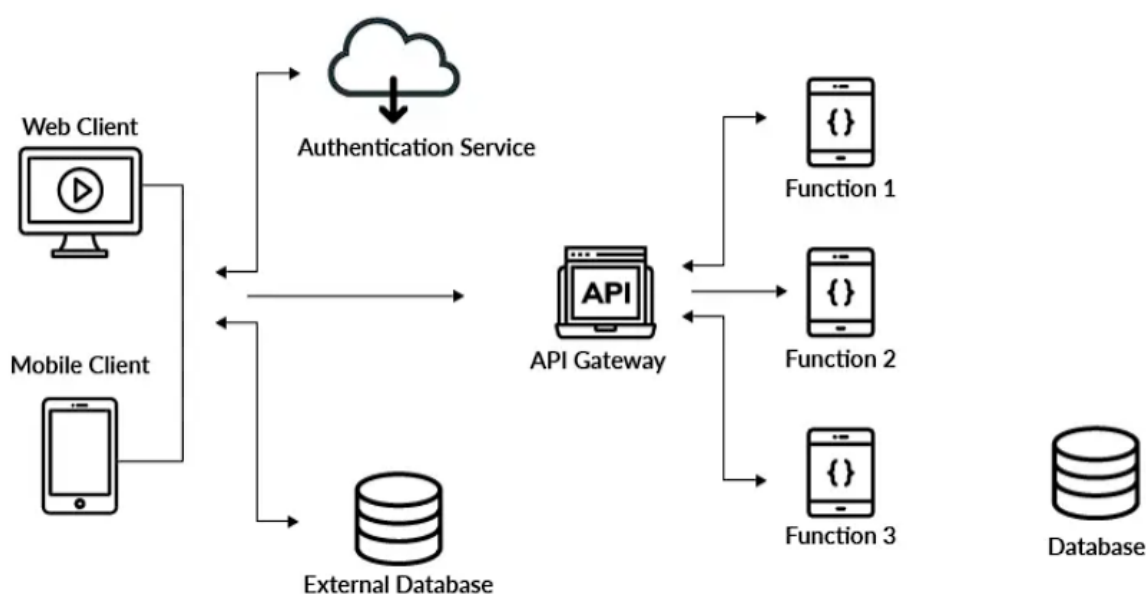 Web Client
Authentication Service
{}
Function 1
API
API Gateway
{}
Function 2
Mobile Client
{}
Function 3
External Database
Database